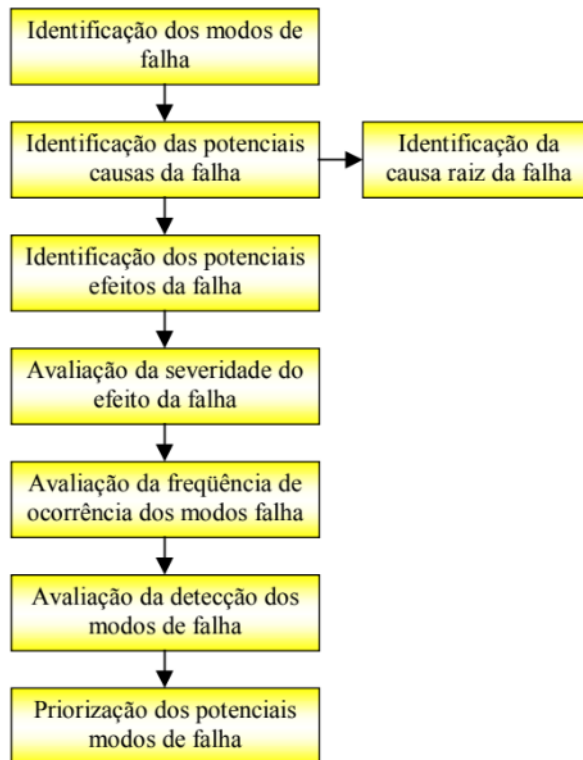 Identificação dos modos de
falha
Identificação das potenciais
causas da falha
Identificação da
causa raiz da falha
Identificação dos potenciais
efeitos da falha
Avaliação da severidade do
efeito da falha
Avaliação da freqüência de
ocorrência dos modos falha
Avaliação da detecção dos
modos de falha
Priorização dos potenciais
modos de falha